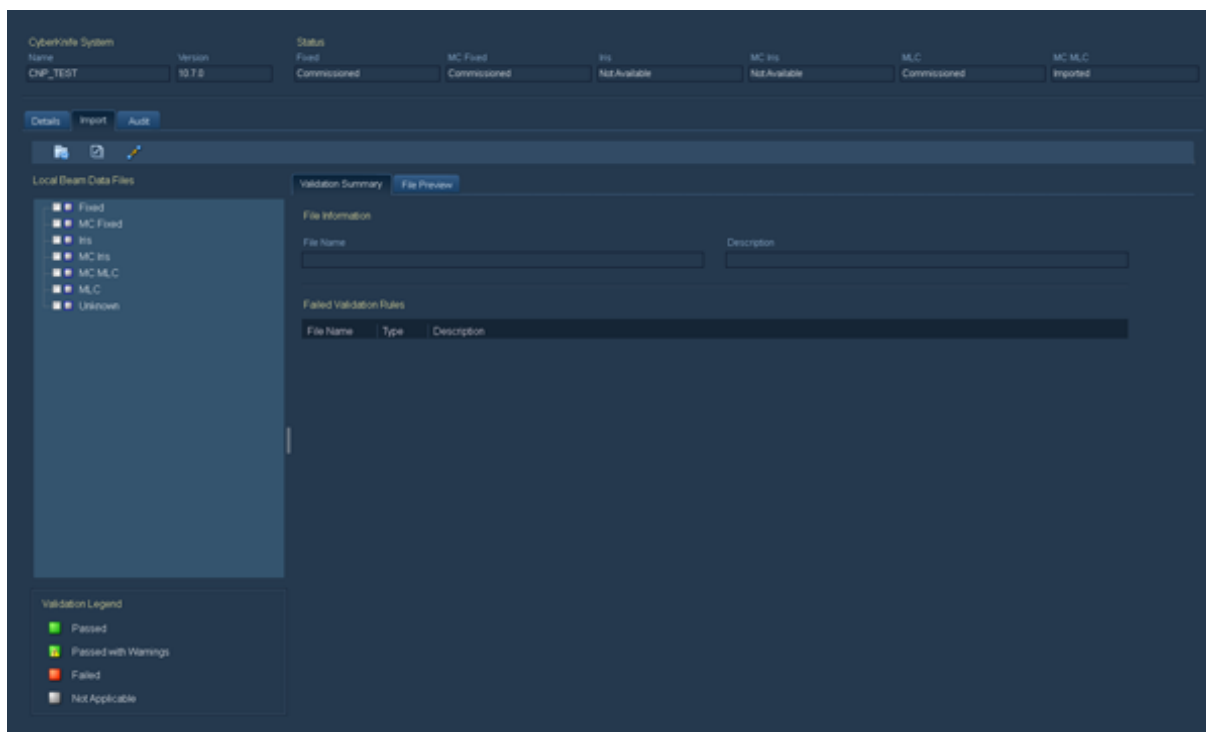 CyberKnife System
Status
Name Version Fixed MC Fixed Iris MC Iris MLC MC MLC
CNP_TEST 10.7.0 Commissioned Commissioned Not Available Not Available Commissioned Imported
Details Import Audit
Local Beam Data Files
Validation Summary File Preview
Fixed
MC Fixed
Iris
MC Iris
MC MLC
MLC
Unknown
File Information
File Name Description
Failed Validation Rules
File Name Type Description
Validation Legend
Passed
Passed with Warnings
Failed
Not Applicable